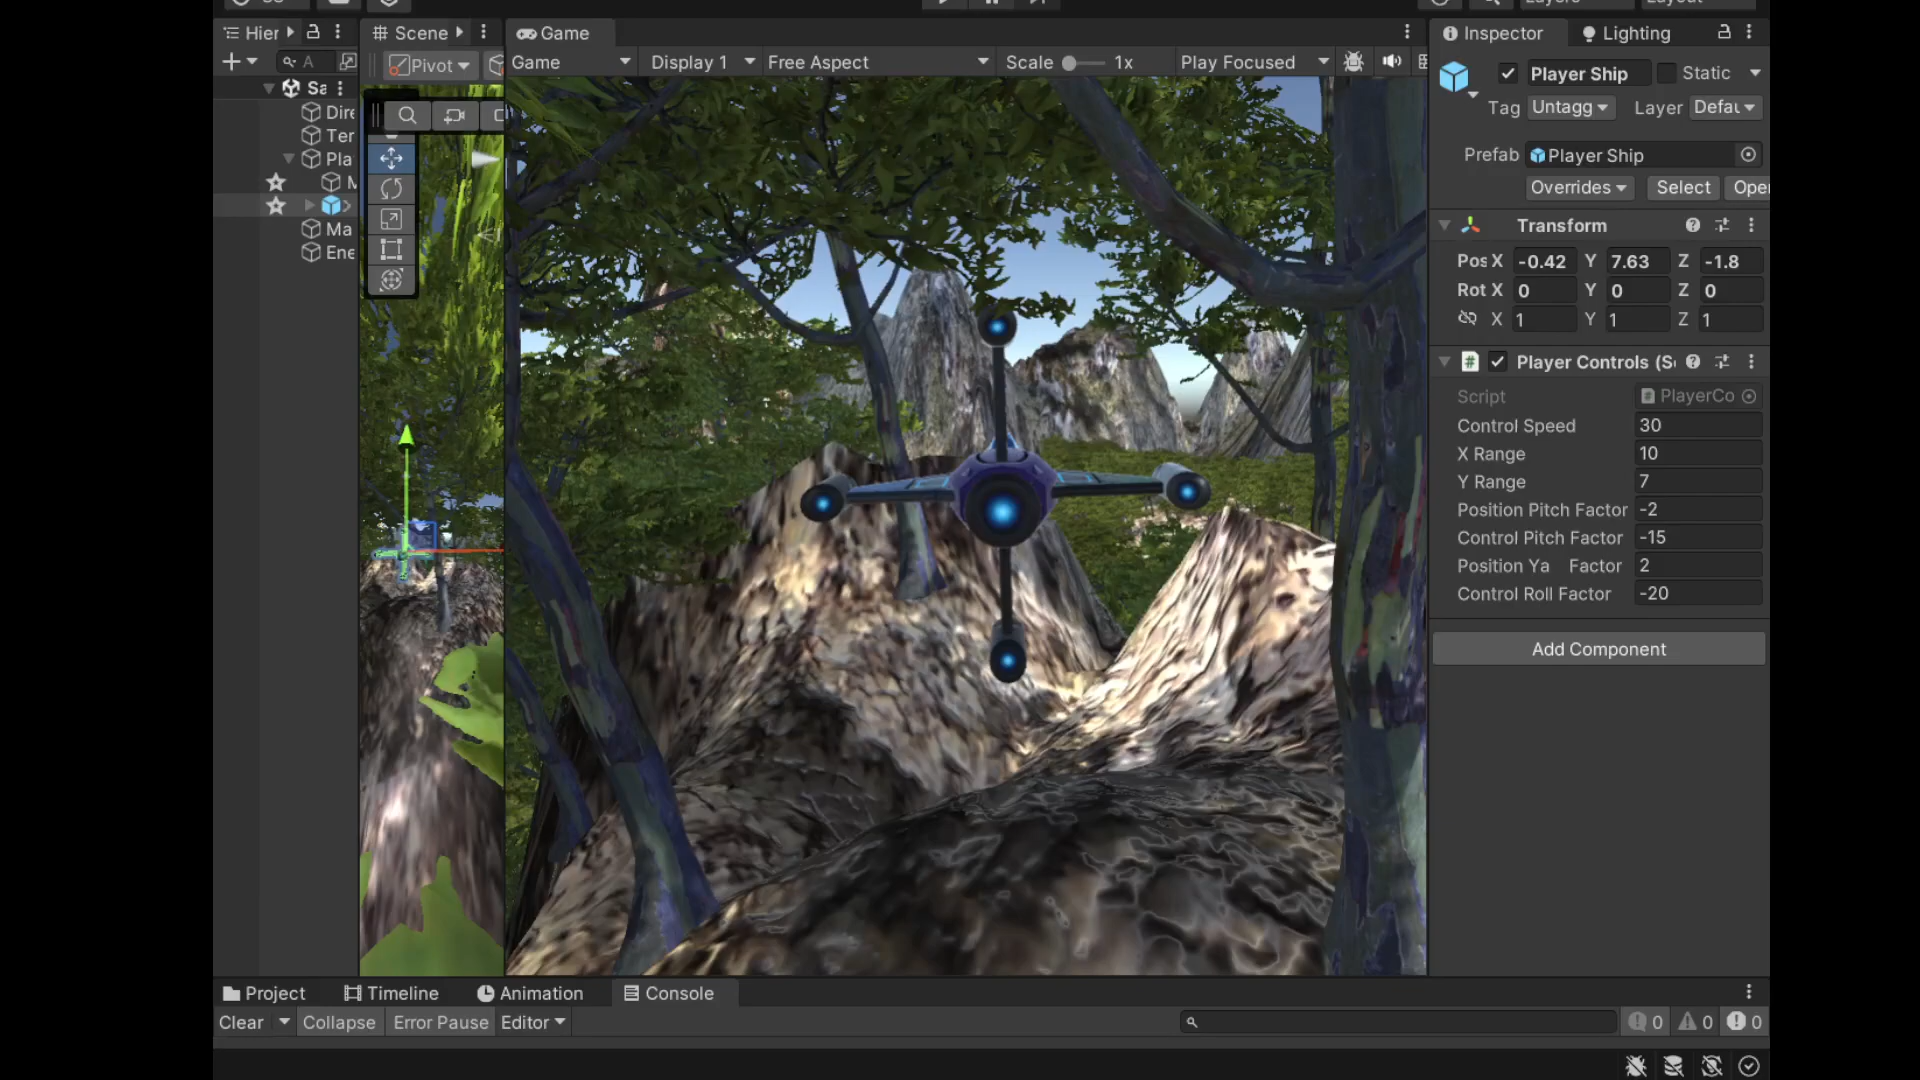 Hier
Scene
Game
Inspector
Lighting
A
Pivot
Game
Display 1
Free Aspect
Scale
1x
Play Focused
Player Ship
Static
Tag
Untagg
Layer
Defau
Sa
Dire
Ter
Pla
M
Ma
Ene
Prefab
Player Ship
Overrides
Select
Open
Transform
Pos X -0.42 Y 7.63 Z -1.8
Rot X 0 Y 0 Z 0
X 1 Y 1 Z 1
# Player Controls (S
Script PlayerCo
Control Speed 30
X Range 10
Y Range 7
Position Pitch Factor -2
Control Pitch Factor -15
Position Ya Factor 2
Control Roll Factor -20
Add Component
Project
Timeline
Animation
Console
Clear
Collapse
Error Pause
Editor
0
0
0